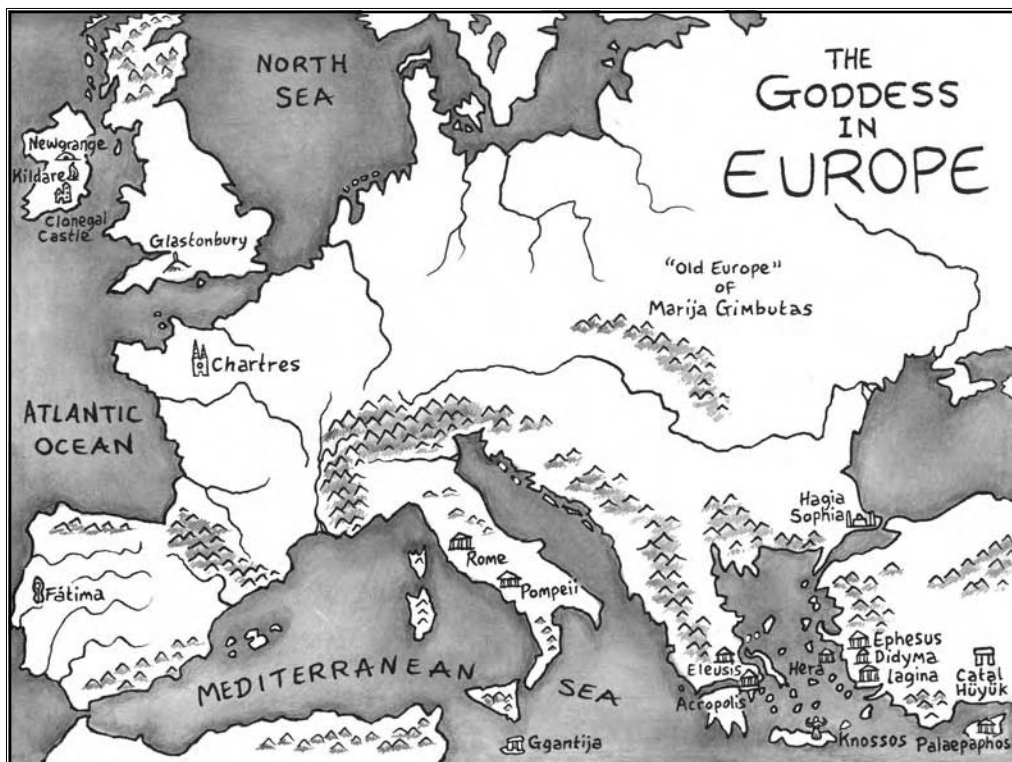 THE
GODDESS
IN
EUROPE
NORTH
SEA
Newgrange
Kildare
Clonegal
Castle
Glastonbury
"Old Europe"
OF
Marija Gimbutas
Chartres
ATLANTIC
OCEAN
Hagia
Sophia
Rome
Pompeii
Fátima
MEDITERRANEAN
SEA
Eleusis
Acropolis
Hera
Ephesus
Didyma
Lagina
Catal
Hüyük
Ggantija
Knossos
Palaepaphos